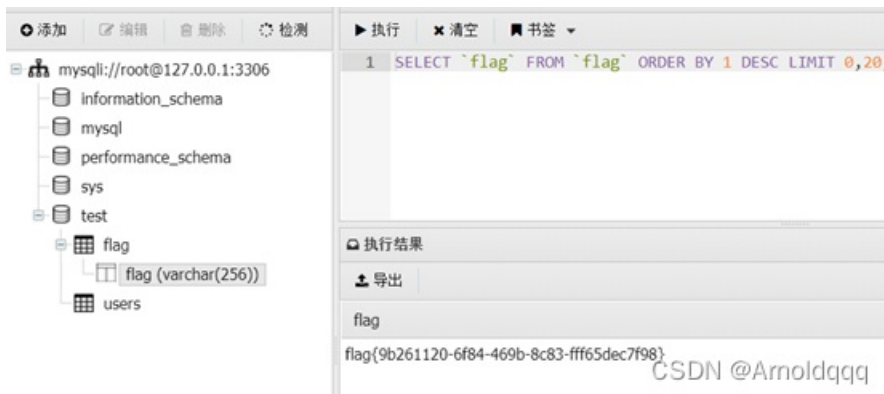 添加 编辑 删除 检测
mysqli://root@127.0.0.1:3306
information_schema
mysql
performance_schema
sys
test
flag
flag (varchar(256))
users
执行 清空 书签
1 SELECT `flag` FROM `flag` ORDER BY 1 DESC LIMIT 0,20
执行结果
导出
flag
flag{9b261120-6f84-469b-8c83-fff65dec7f98}
CSDN @Arnoldqqq